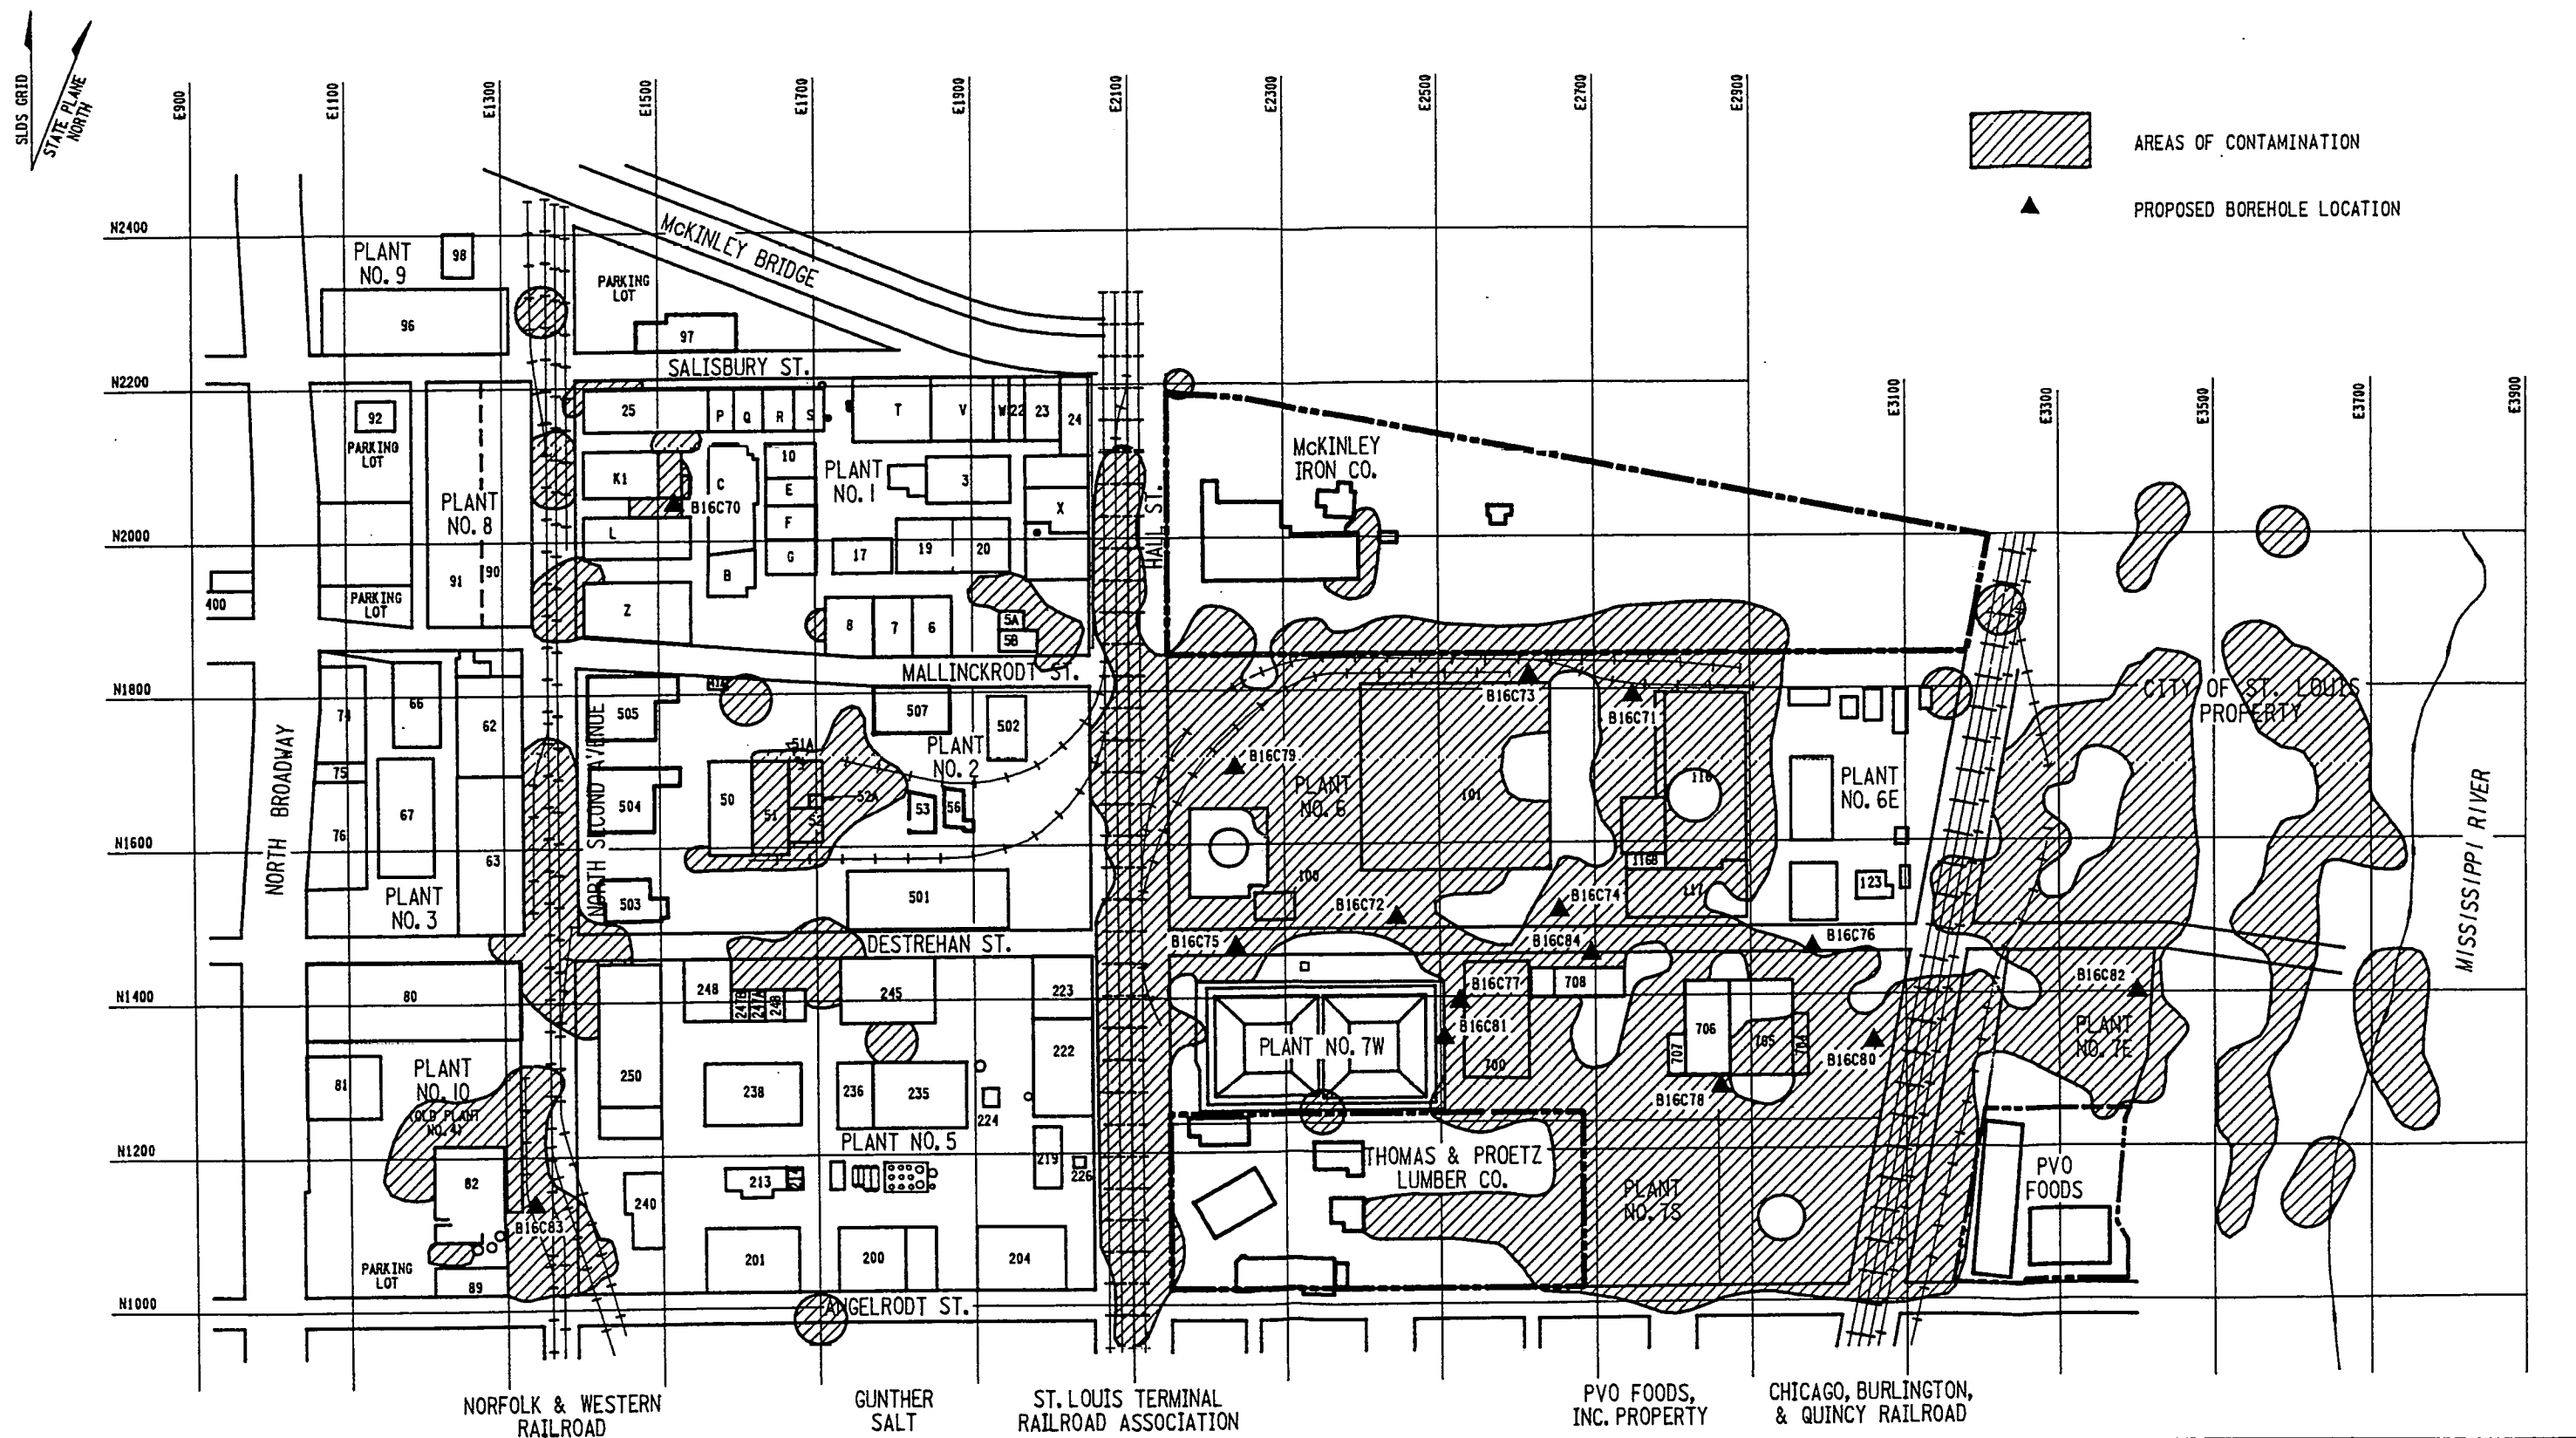 SLDS GRID
STATE PLANE
NORTH
E900
E1100
E1300
E1500
E1700
E1900
E2100
E2300
E2500
E2700
E2900
AREAS OF CONTAMINATION
PROPOSED BOREHOLE LOCATION
N2400
PLANT
NO. 9
98
96
PARKING
LOT
McKINLEY BRIDGE
97
SALISBURY ST.
N2200
92
PARKING
LOT
PLANT
NO. 8
91
90
PARKING
LOT
400
25
P
Q
R
S
T
V
W
22
23
24
K1
C
10
E
F
G
PLANT
NO. 1
3
X
B16C70
L
B
17
19
20
Z
8
7
6
5A
5B
N2000
HALL ST.
McKINLEY
IRON CO.
E3100
E3300
E3500
E3700
E3900
MALLINCKRODT ST.
N1800
NORTH BROADWAY
74
66
62
75
76
67
63
PLANT
NO. 3
NORTH SECOND AVENUE
505
504
503
507
502
PLANT
NO. 2
51A
50
51
52
52A
53
56
501
N1600
B16C73
B16C71
B16C79
PLANT
NO. 6
101
116
PLANT
NO. 6E
CITY OF ST. LOUIS
PROPERTY
MISSISSIPPI RIVER
100
116B
117
123
B16C72
B16C74
DESTREHAN ST.
B16C75
B16C84
B16C76
N1400
80
248
247B
247A
245
223
222
PLANT NO. 7W
B16C77
B16C81
700
708
706
707
705
704
B16C80
B16C82
PLANT
NO. 7E
B16C78
81
PLANT
NO. 10
(OLD PLANT
NO. 4)
250
238
236
235
224
PLANT NO. 5
N1200
82
B16C83
PARKING
LOT
89
240
213
214
219
226
201
200
204
THOMAS & PROETZ
LUMBER CO.
PLANT
NO. 7S
PVO
FOODS
N1000
ANGELRODT ST.
NORFOLK & WESTERN
RAILROAD
GUNTHER
SALT
ST. LOUIS TERMINAL
RAILROAD ASSOCIATION
PVO FOODS,
INC. PROPERTY
CHICAGO, BURLINGTON,
& QUINCY RAILROAD